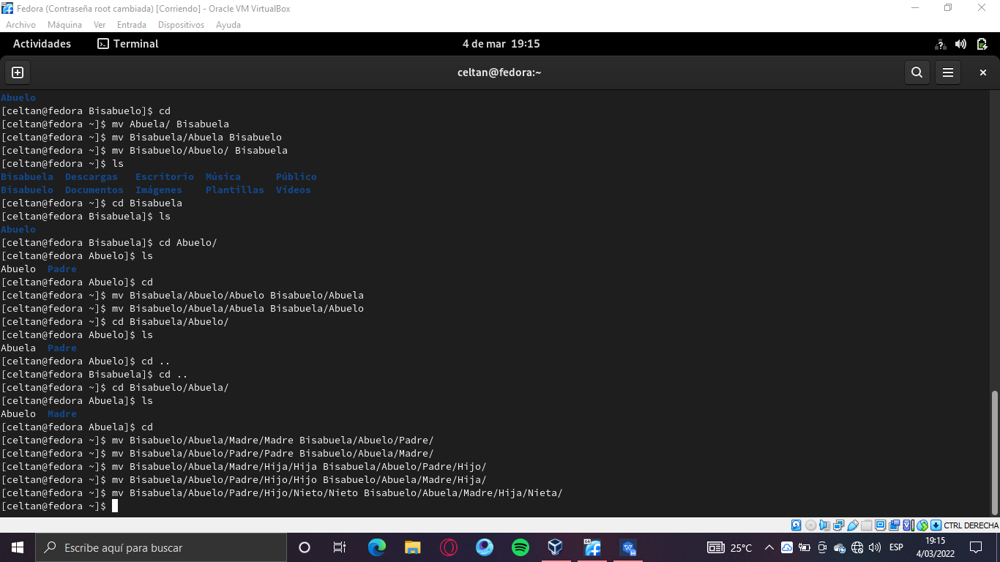 Fedora (Contraseña root cambiada) [Corriendo] - Oracle VM VirtualBox
Archivo Máquina Ver Entrada Dispositivos Ayuda
Actividades Terminal 4 de mar 19:15
celtan@fedora:~
Abuelo
[celtan@fedora Bisabuelo]$ cd
[celtan@fedora ~]$ mv Abuela/ Bisabuela
[celtan@fedora ~]$ mv Bisabuela/Abuela Bisabuelo
[celtan@fedora ~]$ mv Bisabuelo/Abuelo/ Bisabuela
[celtan@fedora ~]$ ls
Bisabuela Descargas Escritorio Música Público
Bisabuelo Documentos Imágenes Plantillas Vídeos
[celtan@fedora ~]$ cd Bisabuela
[celtan@fedora Bisabuela]$ ls
Abuelo
[celtan@fedora Bisabuela]$ cd Abuelo/
[celtan@fedora Abuelo]$ ls
Abuelo Padre
[celtan@fedora Abuelo]$ cd
[celtan@fedora ~]$ mv Bisabuela/Abuelo/Abuelo Bisabuelo/Abuela
[celtan@fedora ~]$ mv Bisabuelo/Abuela/Abuela Bisabuela/Abuelo
[celtan@fedora ~]$ cd Bisabuela/Abuelo/
[celtan@fedora Abuelo]$ ls
Abuela Padre
[celtan@fedora Abuelo]$ cd ..
[celtan@fedora Bisabuela]$ cd ..
[celtan@fedora ~]$ cd Bisabuelo/Abuela/
[celtan@fedora Abuela]$ ls
Abuelo Madre
[celtan@fedora Abuela]$ cd
[celtan@fedora ~]$ mv Bisabuelo/Abuela/Madre/Madre Bisabuela/Abuelo/Padre/
[celtan@fedora ~]$ mv Bisabuela/Abuelo/Padre/Padre Bisabuelo/Abuela/Madre/
[celtan@fedora ~]$ mv Bisabuelo/Abuela/Madre/Hija/Hija Bisabuela/Abuelo/Padre/Hijo/
[celtan@fedora ~]$ mv Bisabuela/Abuelo/Padre/Hijo/Hijo Bisabuelo/Abuela/Madre/Hija/
[celtan@fedora ~]$ mv Bisabuela/Abuelo/Padre/Hijo/Nieto/Nieto Bisabuelo/Abuela/Madre/Hija/Nieta/
[celtan@fedora ~]$
CTRL DERECHA
Escribe aquí para buscar
25°C
ESP
19:15
4/03/2022